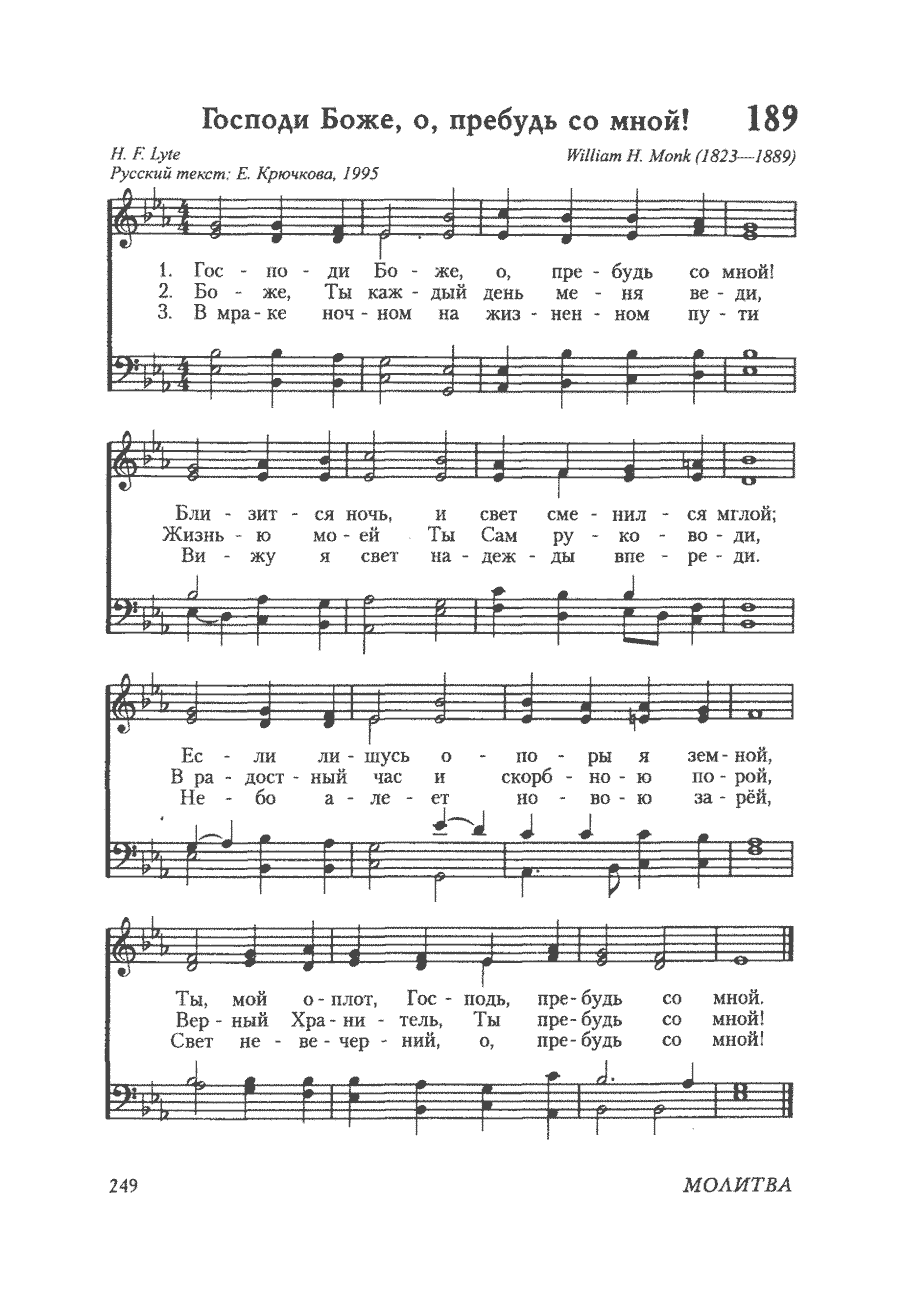 Господи Боже, о, пребудь со мной! 189
H. F. Lyte
William H. Monk (1823—1889)
Русский текст: Е. Крючкова, 1995
1. Гос - по - ди Бо - же, о, пре - будь со мной!
2. Бо - же, Ты каж - дый день ме - ня ве - ди,
3. В мра - ке ноч - ном на жиз - нен - ном пу - ти
Бли - зит - ся ночь, и свет сме - нил - ся мглой;
Жизнь - ю мо - ей Ты Сам ру - ко - во - ди,
Ви - жу я свет на - деж - ды впе - ре - ди.
Ес - ли ли - шусь о - по - ры я зем - ной,
В ра - дост - ный час и скорб - но - ю по - рой,
Не - бо а - ле - ет но - во - ю за - рёй,
Ты, мой о - плот, Гос - подь, пре - будь со мной.
Вер - ный Хра - ни - тель, Ты пре - будь со мной!
Свет не - ве - чер - ний, о, пре - будь со мной!
249 МОЛИТВА